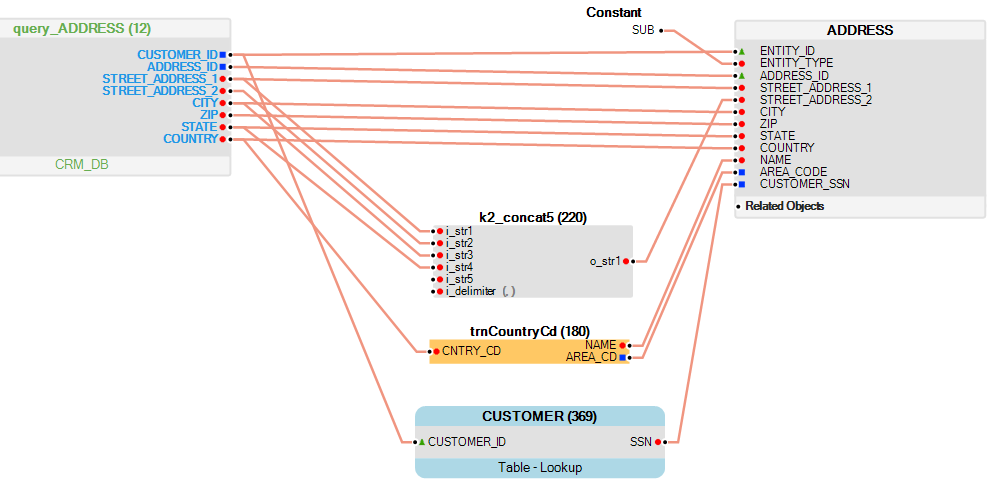 query_ADDRESS (12)
CUSTOMER_ID
ADDRESS_ID
STREET_ADDRESS_1
STREET_ADDRESS_2
CITY
ZIP
STATE
COUNTRY
CRM_DB
Constant
SUB
ADDRESS
ENTITY_ID
ENTITY_TYPE
ADDRESS_ID
STREET_ADDRESS_1
STREET_ADDRESS_2
CITY
ZIP
STATE
COUNTRY
NAME
AREA_CODE
CUSTOMER_SSN
Related Objects
k2_concat5 (220)
i_str1
i_str2
i_str3
i_str4
i_str5
i_delimiter (, )
o_str1
trnCountryCd (180)
CNTRY_CD
NAME
AREA_CD
CUSTOMER (369)
CUSTOMER_ID
SSN
Table - Lookup